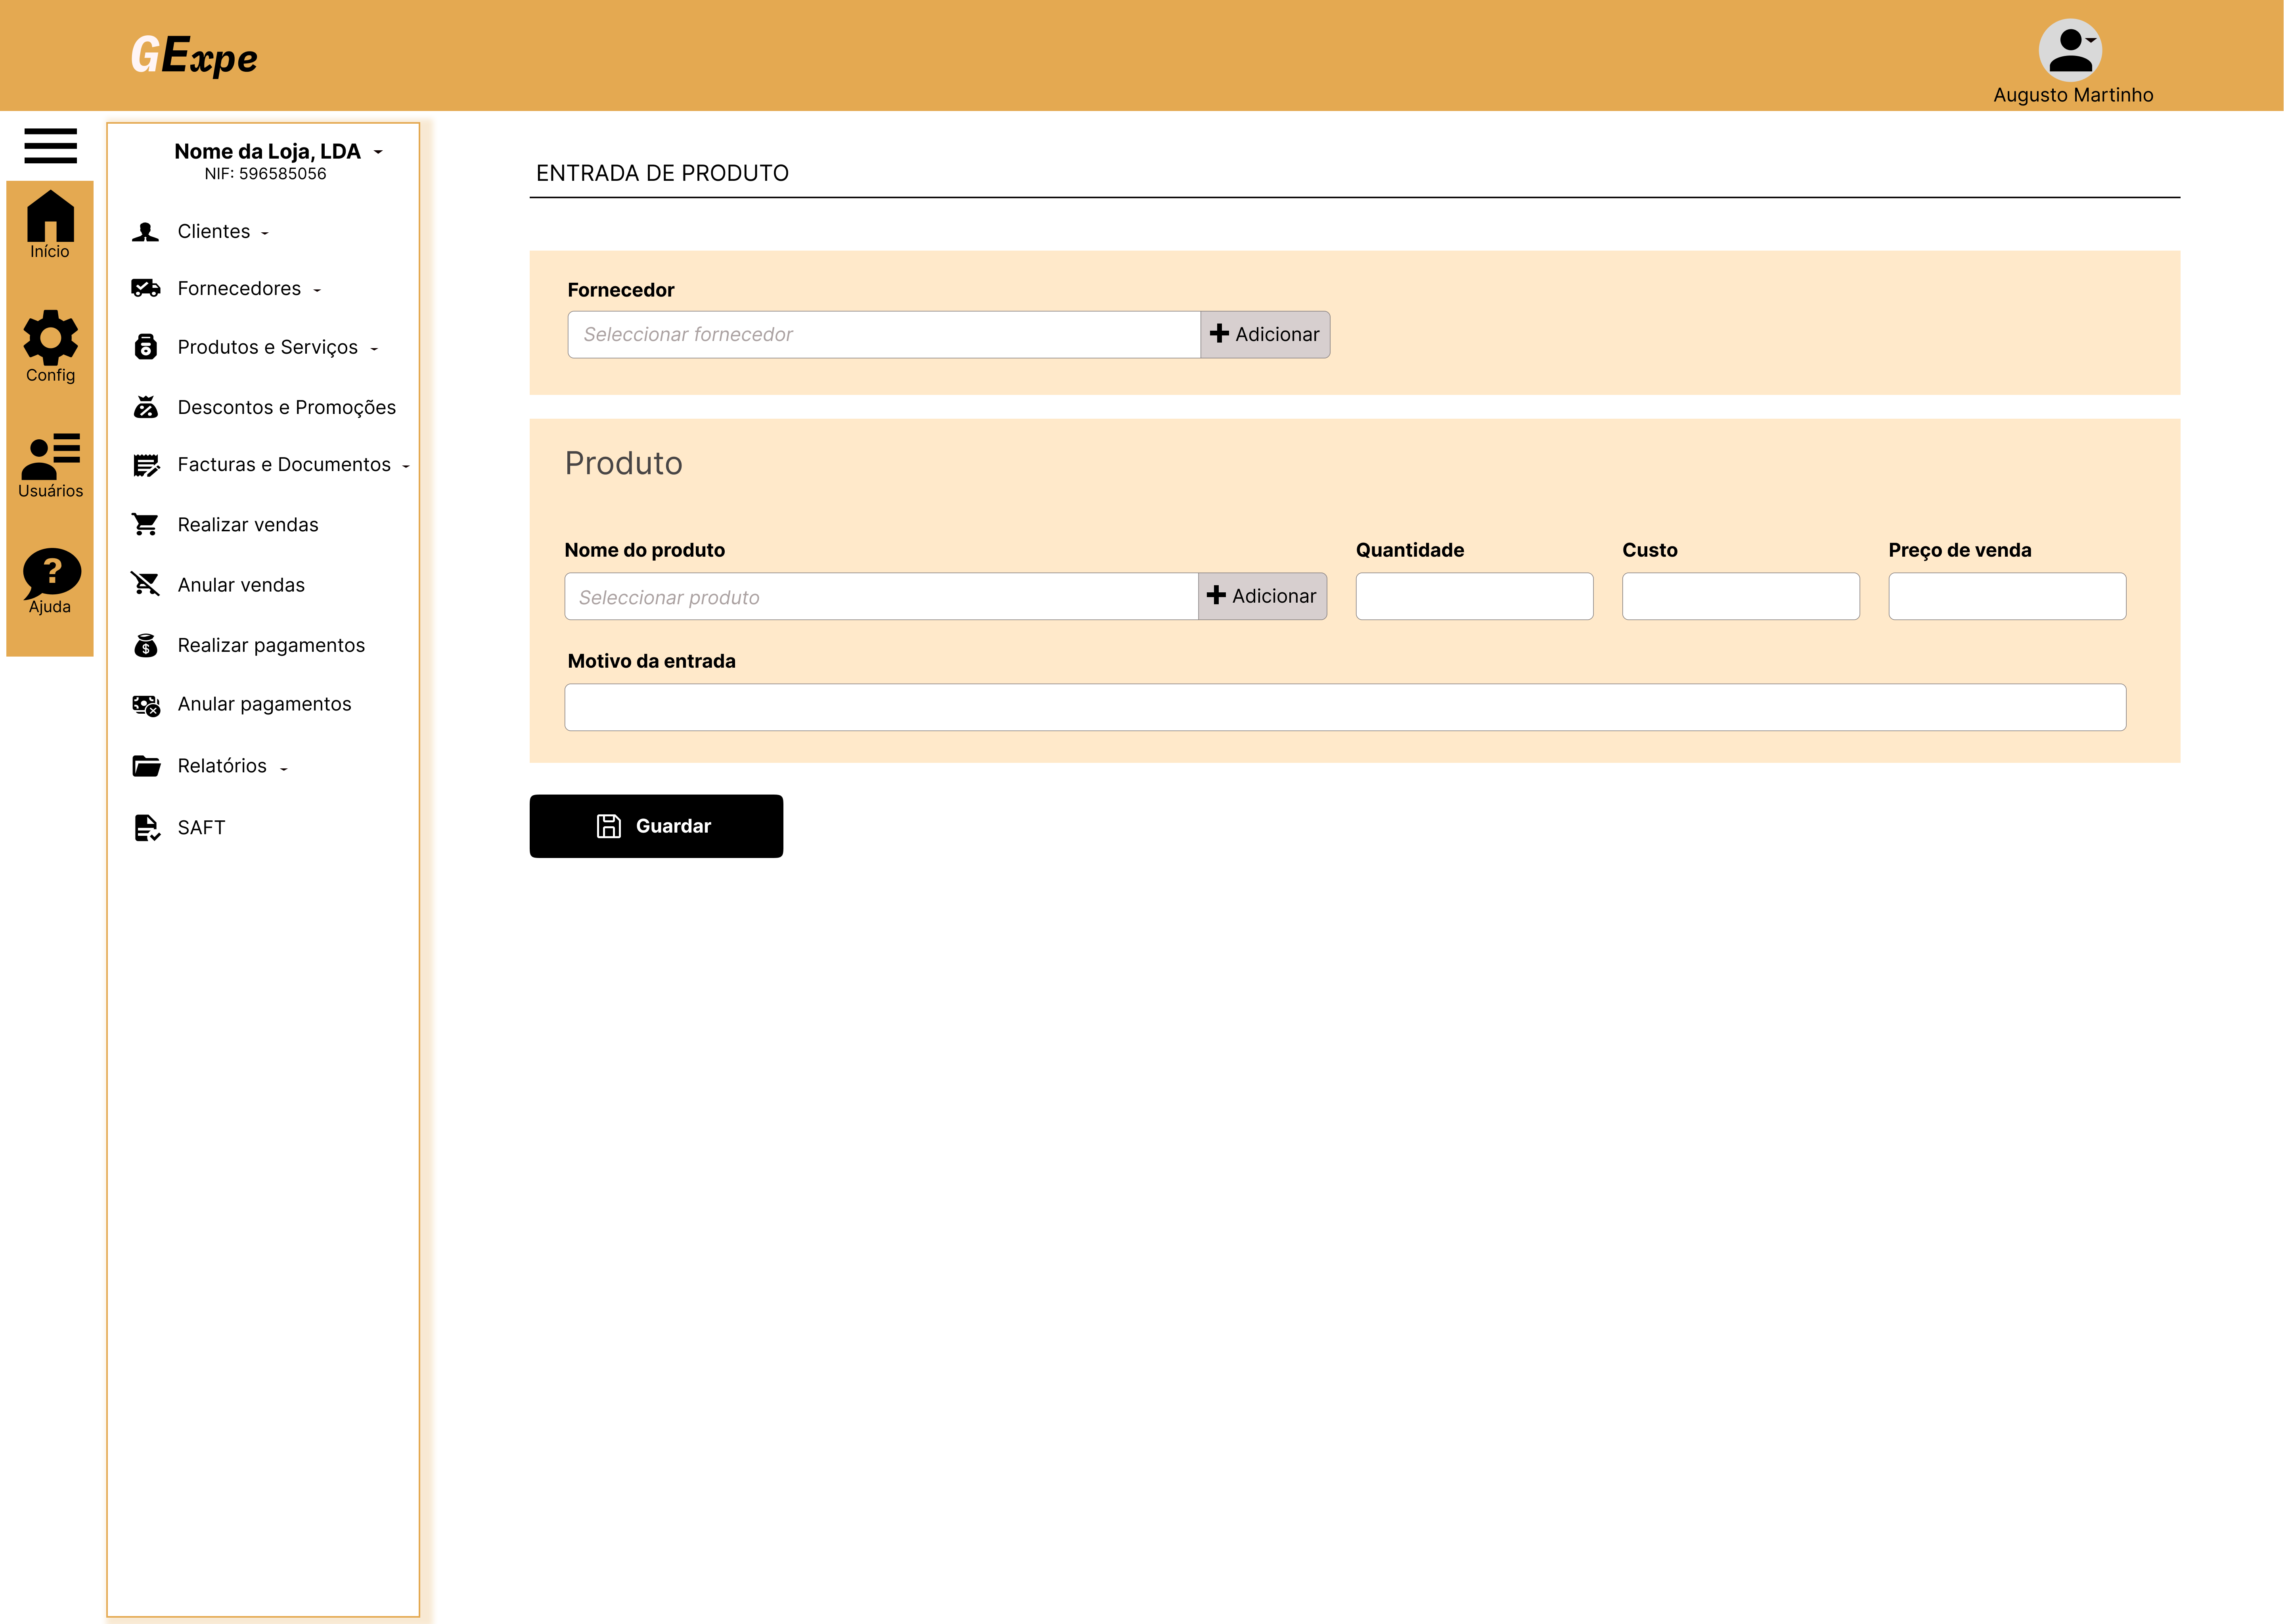 GExpe
Augusto Martinho
Início
Config
Usuários
Ajuda
Nome da Loja, LDA
NIF: 596585056
Clientes
Fornecedores
Produtos e Serviços
Descontos e Promoções
Facturas e Documentos
Realizar vendas
Anular vendas
Realizar pagamentos
Anular pagamentos
Relatórios
SAFT
ENTRADA DE PRODUTO
Fornecedor
Seleccionar fornecedor
Adicionar
Produto
Nome do produto
Quantidade
Custo
Preço de venda
Seleccionar produto
Adicionar
Motivo da entrada
Guardar